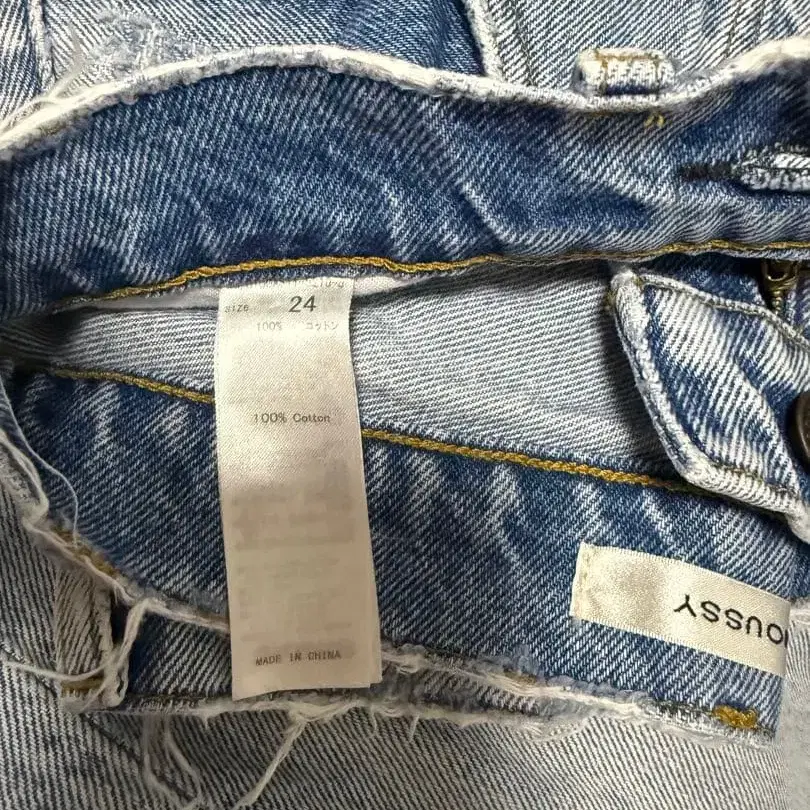 size 24
100% コットン
100% Cotton
MADE IN CHINA
OUSSY